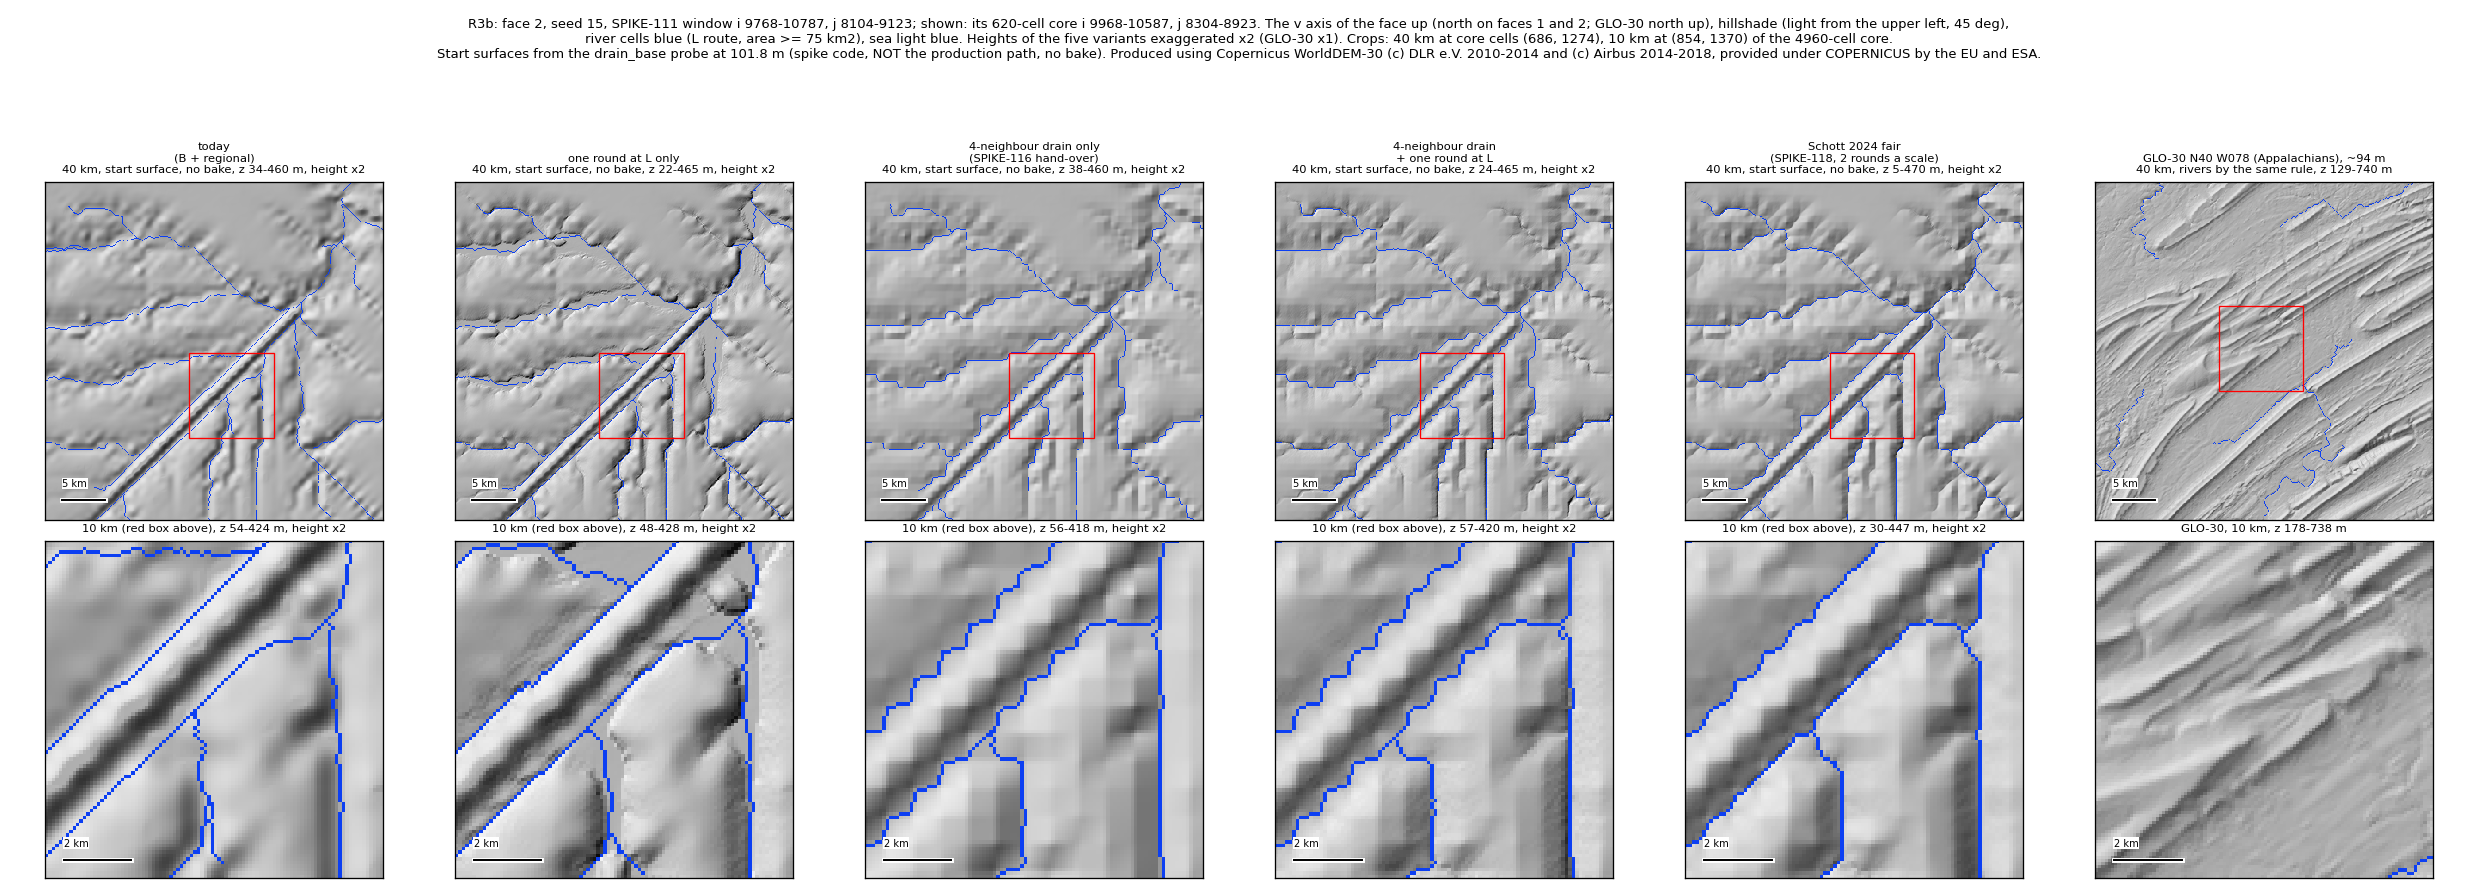 R3b: face 2, seed 15, SPIKE-111 window i 9768-10787, j 8104-9123; shown: its 620-cell core i 9968-10587, j 8304-8923. The v axis of the face up (north on faces 1 and 2; GLO-30 north up), hillshade (light from the upper left, 45 deg),
river cells blue (L route, area >= 75 km2), sea light blue. Heights of the five variants exaggerated x2 (GLO-30 x1). Crops: 40 km at core cells (686, 1274), 10 km at (854, 1370) of the 4960-cell core.
Start surfaces from the drain_base probe at 101.8 m (spike code, NOT the production path, no bake). Produced using Copernicus WorldDEM-30 (c) DLR e.V. 2010-2014 and (c) Airbus 2014-2018, provided under COPERNICUS by the EU and ESA.
today
(B + regional)
40 km, start surface, no bake, z 34-460 m, height x2
one round at L only
40 km, start surface, no bake, z 22-465 m, height x2
4-neighbour drain only
(SPIKE-116 hand-over)
40 km, start surface, no bake, z 38-460 m, height x2
4-neighbour drain
+ one round at L
40 km, start surface, no bake, z 24-465 m, height x2
Schott 2024 fair
(SPIKE-118, 2 rounds a scale)
40 km, start surface, no bake, z 5-470 m, height x2
GLO-30 N40 W078 (Appalachians), ~94 m
40 km, rivers by the same rule, z 129-740 m
5 km
5 km
5 km
5 km
5 km
5 km
10 km (red box above), z 54-424 m, height x2
10 km (red box above), z 48-428 m, height x2
10 km (red box above), z 56-418 m, height x2
10 km (red box above), z 57-420 m, height x2
10 km (red box above), z 30-447 m, height x2
GLO-30, 10 km, z 178-738 m
2 km
2 km
2 km
2 km
2 km
2 km